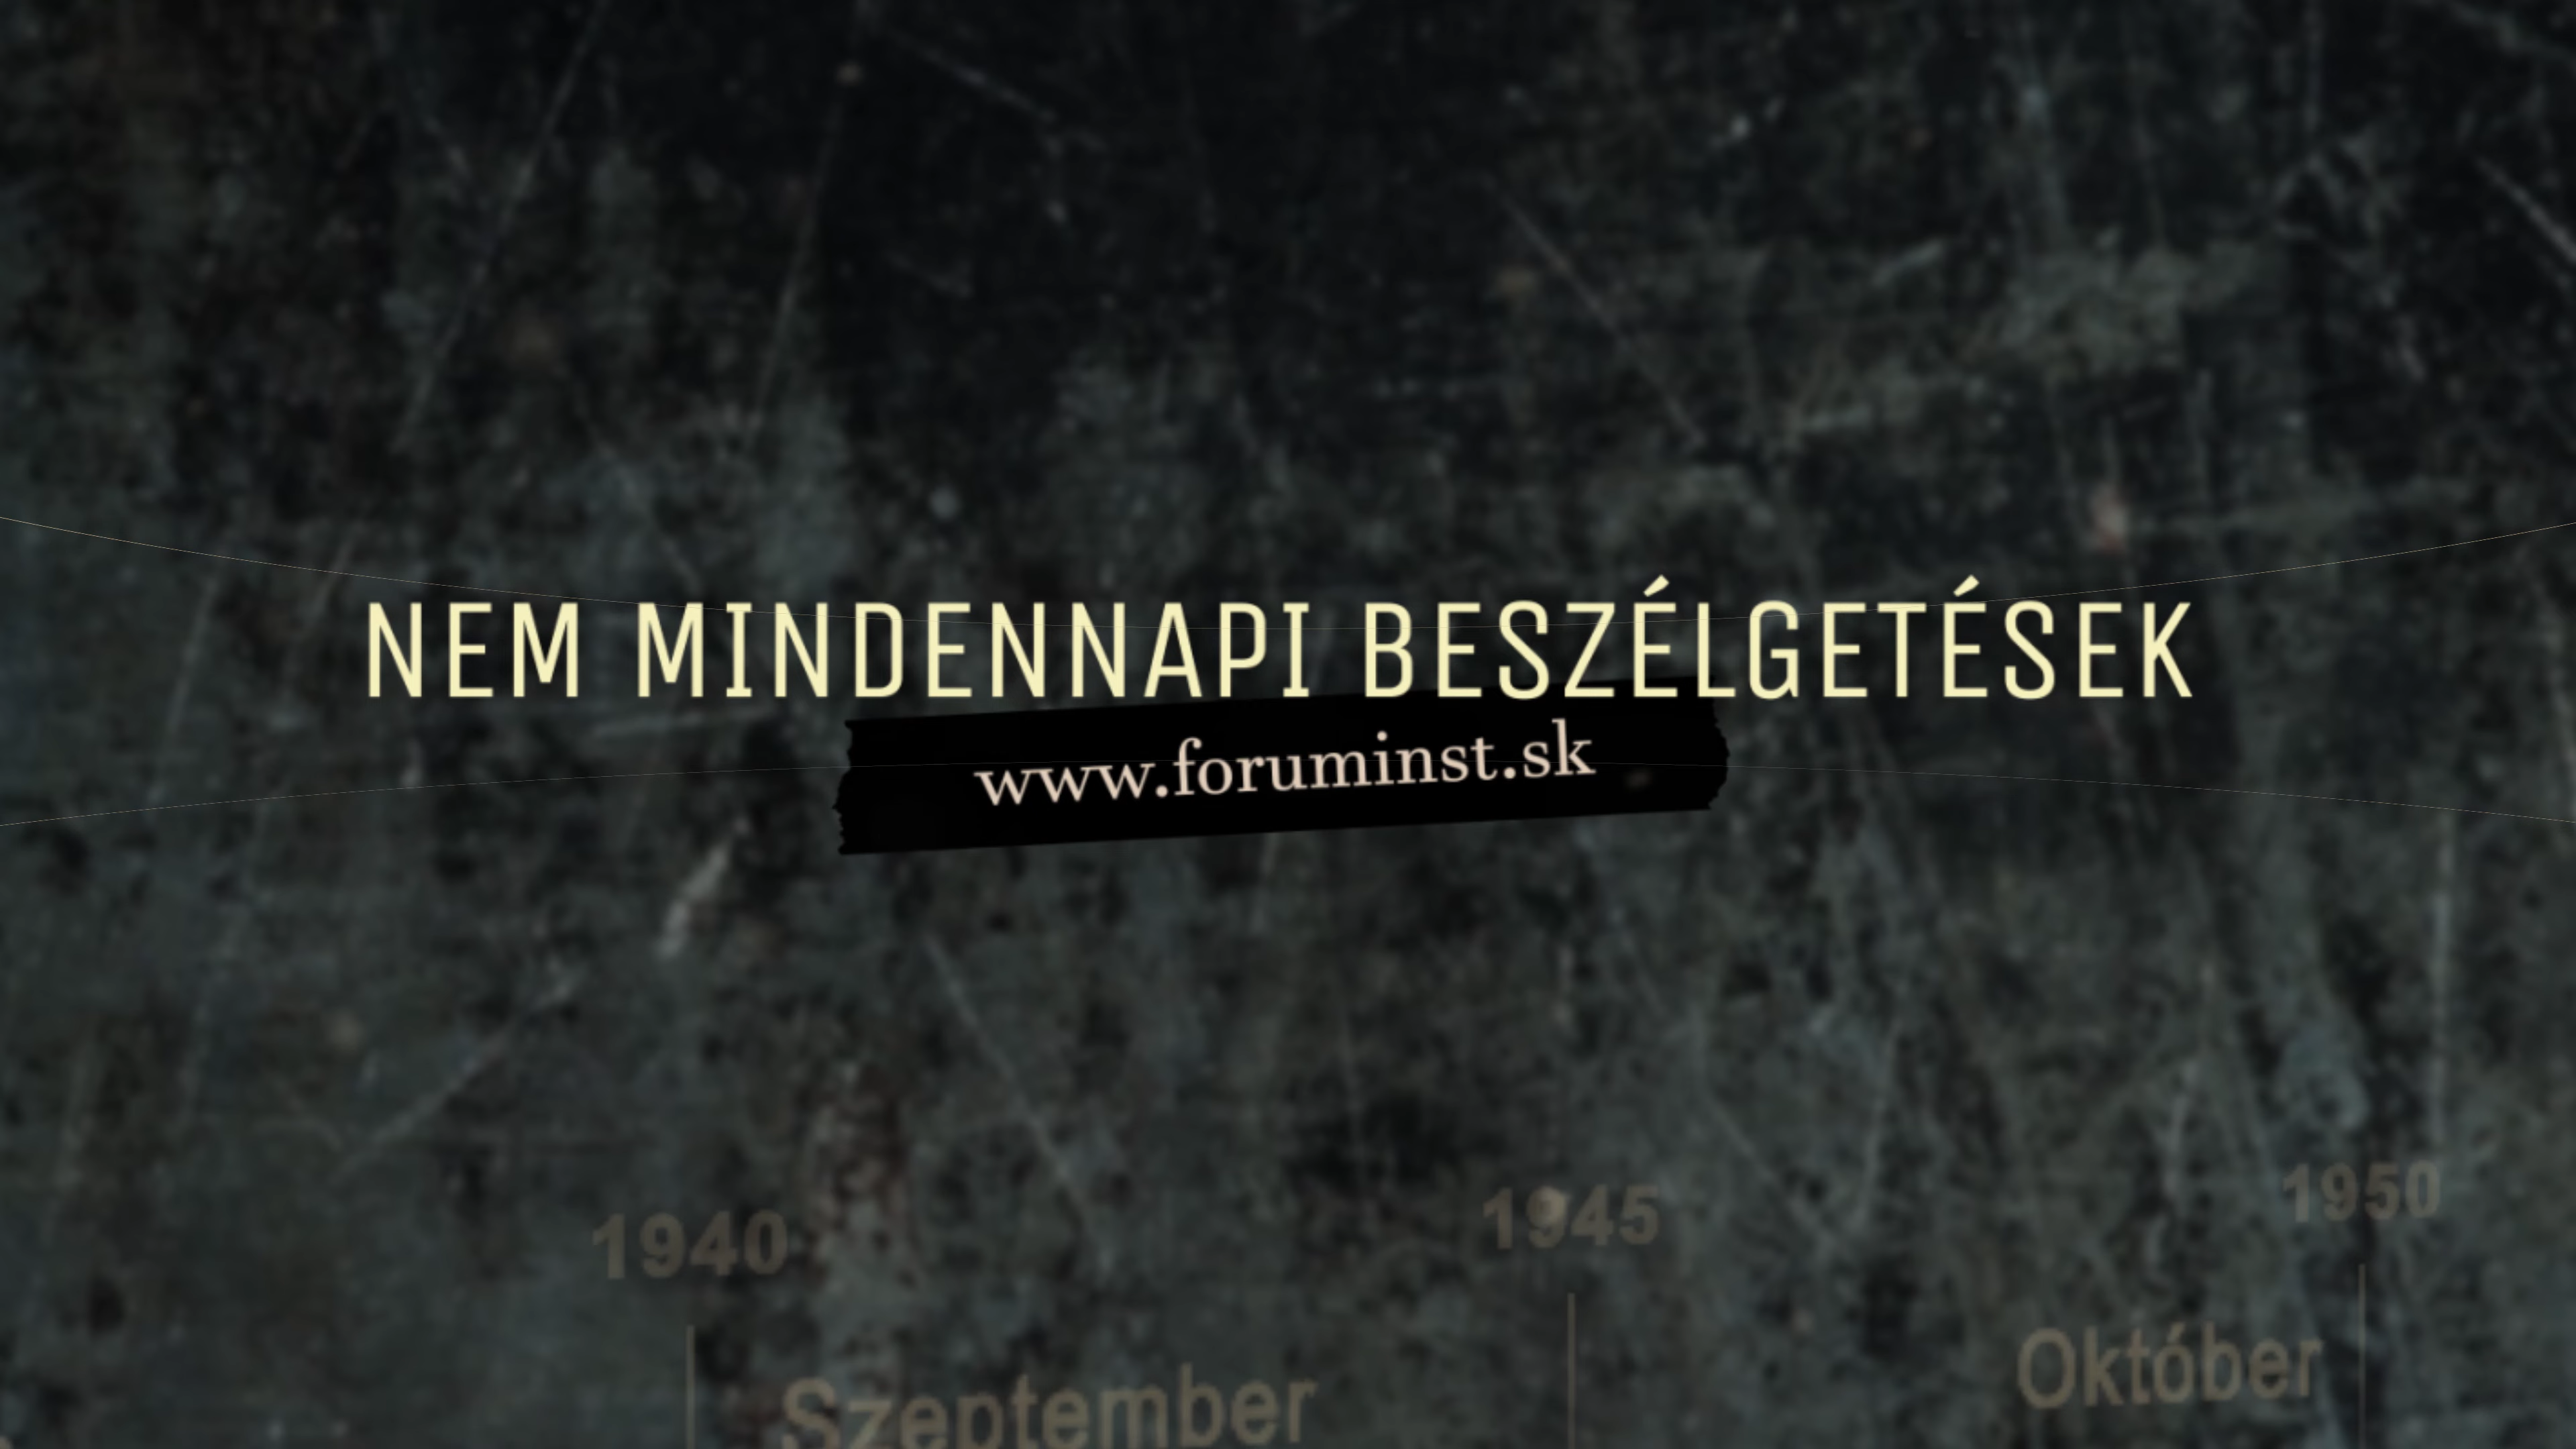 NEM MINDENNAPI BESZÉLGETÉSEK
www.foruminst.sk
1940
1945
1950
Szeptember
Október